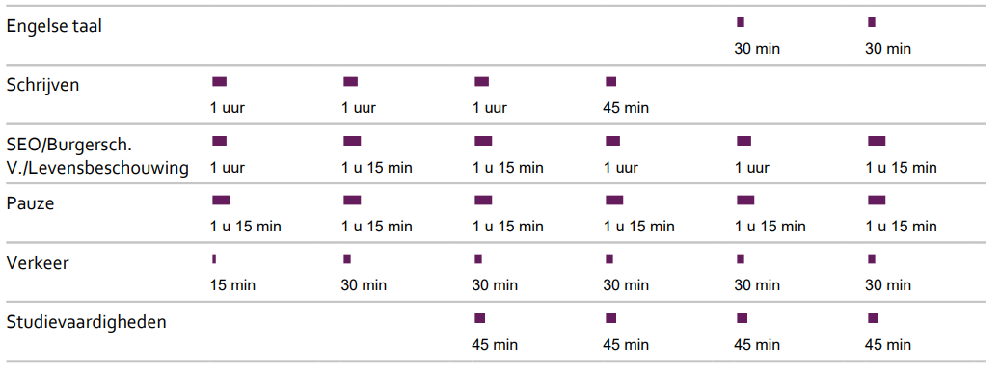 Engelse taal
30 min 30 min
Schrijven
1 uur 1 uur 1 uur 45 min
SEO/Burgersch.
V./Levensbeschouwing 1 uur 1 u 15 min 1 u 15 min 1 uur 1 uur 1 u 15 min
Pauze
1 u 15 min 1 u 15 min 1 u 15 min 1 u 15 min 1 u 15 min 1 u 15 min
Verkeer
15 min 30 min 30 min 30 min 30 min 30 min
Studievaardigheden
45 min 45 min 45 min 45 min